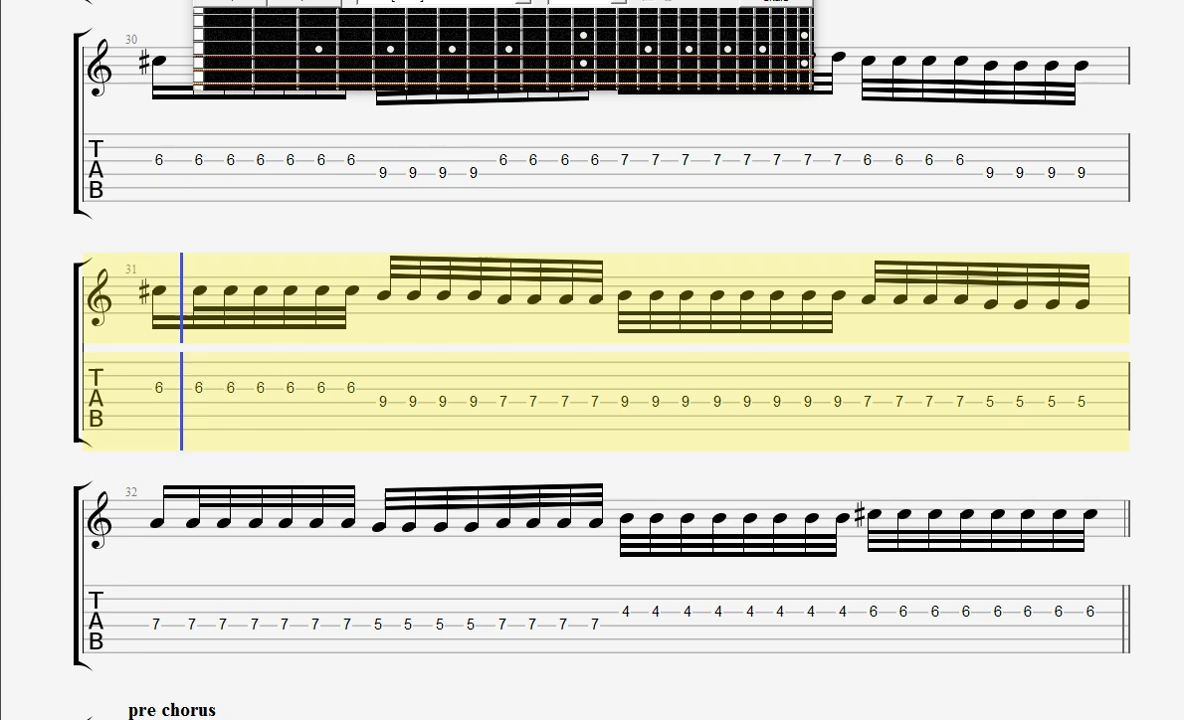 30
T
A
B
6 6 6 6 6 6 6 9 9 9 9 6 6 6 6 7 7 7 7 7 7 7 7 6 6 6 6 9 9 9 9
31
T
A
B
6 6 6 6 6 6 6 9 9 9 9 7 7 7 7 9 9 9 9 9 9 9 9 7 7 7 7 5 5 5 5
32
T
A
B
7 7 7 7 7 7 7 5 5 5 5 7 7 7 7 4 4 4 4 4 4 4 4 6 6 6 6 6 6 6 6
pre chorus